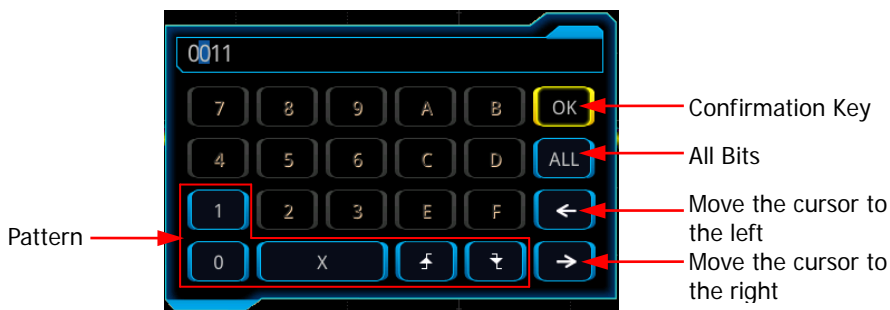 0011
7 8 9 A B OK
Confirmation Key
4 5 6 C D ALL
All Bits
1 2 3 E F ←
Move the cursor to
the left
Pattern
0 X →
Move the cursor to
the right